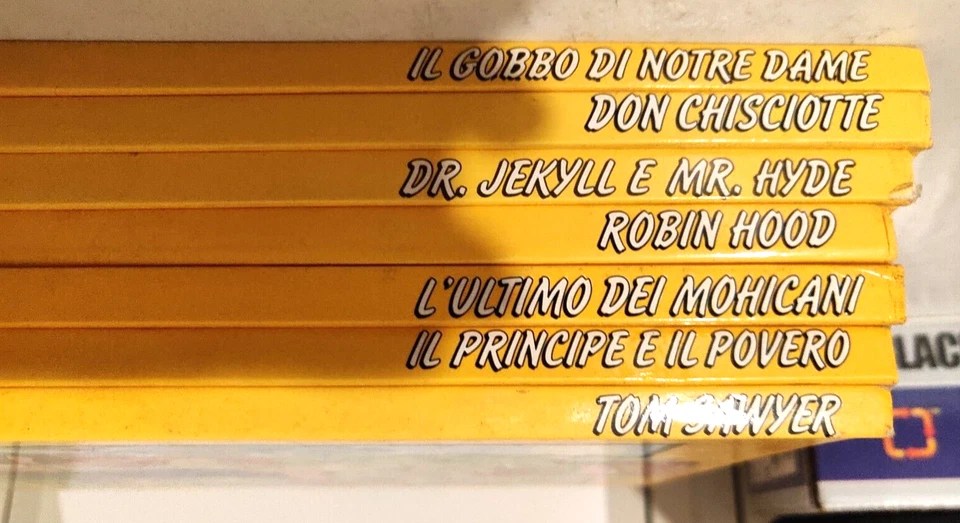 IL GOBBO DI NOTRE DAME
DON CHISCIOTTE
DR. JEKYLL E MR. HYDE
ROBIN HOOD
L'ULTIMO DEI MOHICANI
IL PRINCIPE E IL POVERO
TOM SAWYER